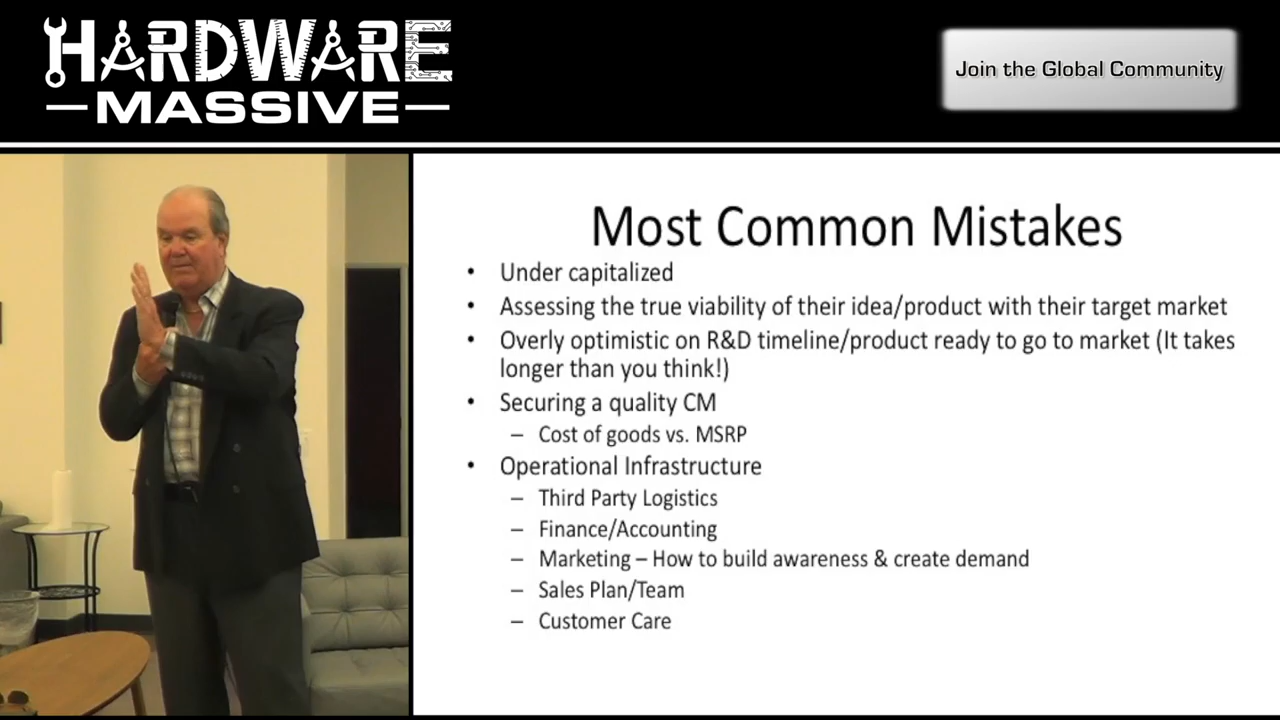 HARDWARE
MASSIVE
Join the Global Community
Most Common Mistakes
• Under capitalized
• Assessing the true viability of their idea/product with their target market
• Overly optimistic on R&D timeline/product ready to go to market (It takes
longer than you think!)
• Securing a quality CM
– Cost of goods vs. MSRP
• Operational Infrastructure
– Third Party Logistics
– Finance/Accounting
– Marketing – How to build awareness & create demand
– Sales Plan/Team
– Customer Care